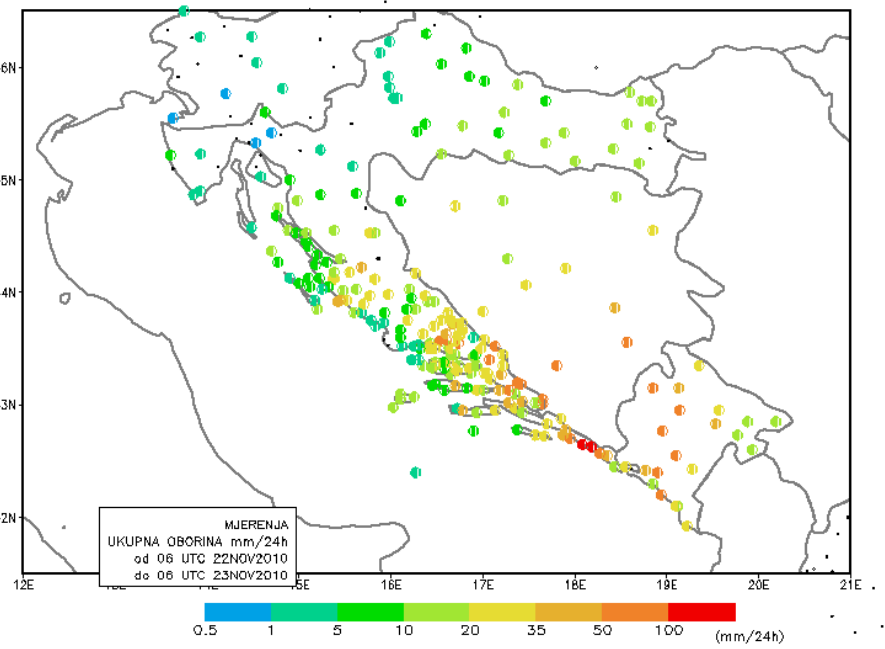 6N
5N
4N
3N
2N
MJERENJA
UKUPNA OBORINA mm/24h
od 06 UTC 22NOV2010
do 06 UTC 23NOV2010
12E 15E 16E 17E 18E 19E 20E 21E
0.5 1 5 10 20 35 50 100 (mm/24h)